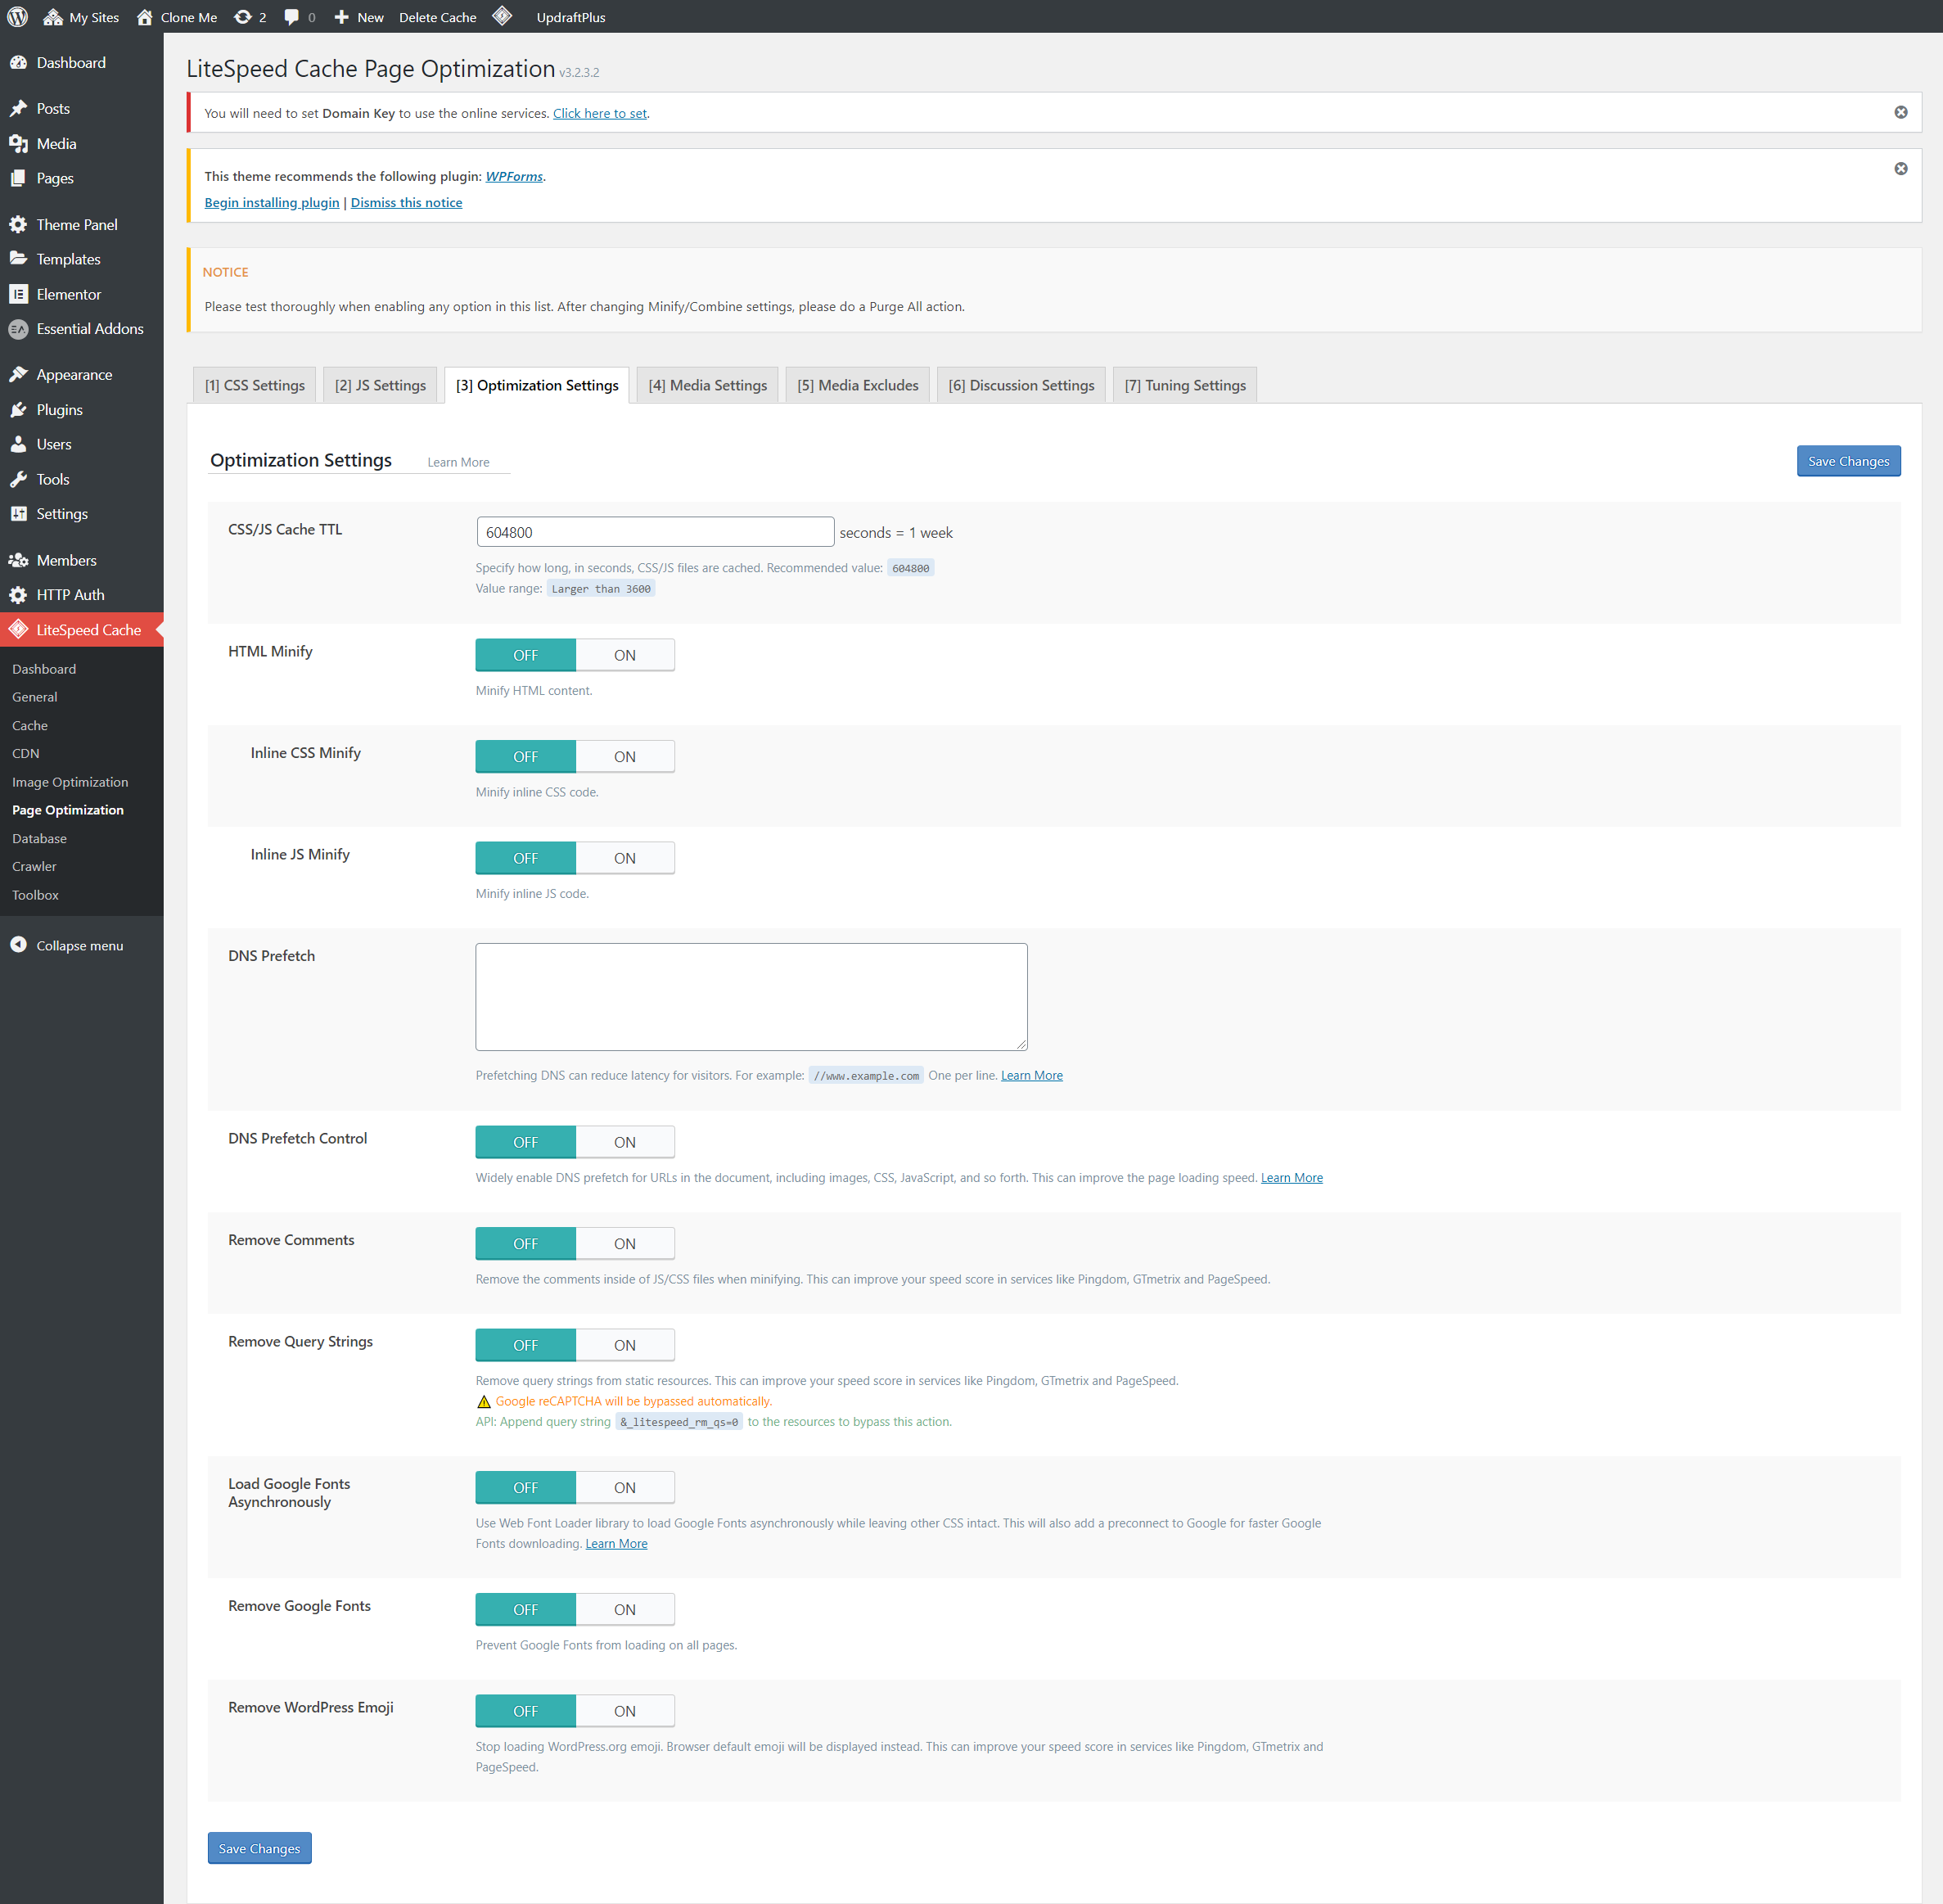 My Sites
Clone Me
2
0
New
Delete Cache
UpdraftPlus
Dashboard
Posts
Media
Pages
Theme Panel
Templates
Elementor
Essential Addons
Appearance
Plugins
Users
Tools
Settings
Members
HTTP Auth
LiteSpeed Cache
Dashboard
General
Cache
CDN
Image Optimization
Page Optimization
Database
Crawler
Toolbox
Collapse menu
LiteSpeed Cache Page Optimization v3.2.3.2
You will need to set Domain Key to use the online services. Click here to set.
This theme recommends the following plugin: WPForms.
Begin installing plugin | Dismiss this notice
NOTICE
Please test thoroughly when enabling any option in this list. After changing Minify/Combine settings, please do a Purge All action.
[1] CSS Settings
[2] JS Settings
[3] Optimization Settings
[4] Media Settings
[5] Media Excludes
[6] Discussion Settings
[7] Tuning Settings
Optimization Settings Learn More
Save Changes
CSS/JS Cache TTL
604800 seconds = 1 week
Specify how long, in seconds, CSS/JS files are cached. Recommended value: 604800
Value range: Larger than 3600
HTML Minify
OFF ON
Minify HTML content.
Inline CSS Minify
OFF ON
Minify inline CSS code.
Inline JS Minify
OFF ON
Minify inline JS code.
DNS Prefetch
Prefetching DNS can reduce latency for visitors. For example: //www.example.com One per line. Learn More
DNS Prefetch Control
OFF ON
Widely enable DNS prefetch for URLs in the document, including images, CSS, JavaScript, and so forth. This can improve the page loading speed. Learn More
Remove Comments
OFF ON
Remove the comments inside of JS/CSS files when minifying. This can improve your speed score in services like Pingdom, GTmetrix and PageSpeed.
Remove Query Strings
OFF ON
Remove query strings from static resources. This can improve your speed score in services like Pingdom, GTmetrix and PageSpeed.
Google reCAPTCHA will be bypassed automatically.
API: Append query string &_litespeed_rm_qs=0 to the resources to bypass this action.
Load Google Fonts
Asynchronously
OFF ON
Use Web Font Loader library to load Google Fonts asynchronously while leaving other CSS intact. This will also add a preconnect to Google for faster Google
Fonts downloading. Learn More
Remove Google Fonts
OFF ON
Prevent Google Fonts from loading on all pages.
Remove WordPress Emoji
OFF ON
Stop loading WordPress.org emoji. Browser default emoji will be displayed instead. This can improve your speed score in services like Pingdom, GTmetrix and
PageSpeed.
Save Changes